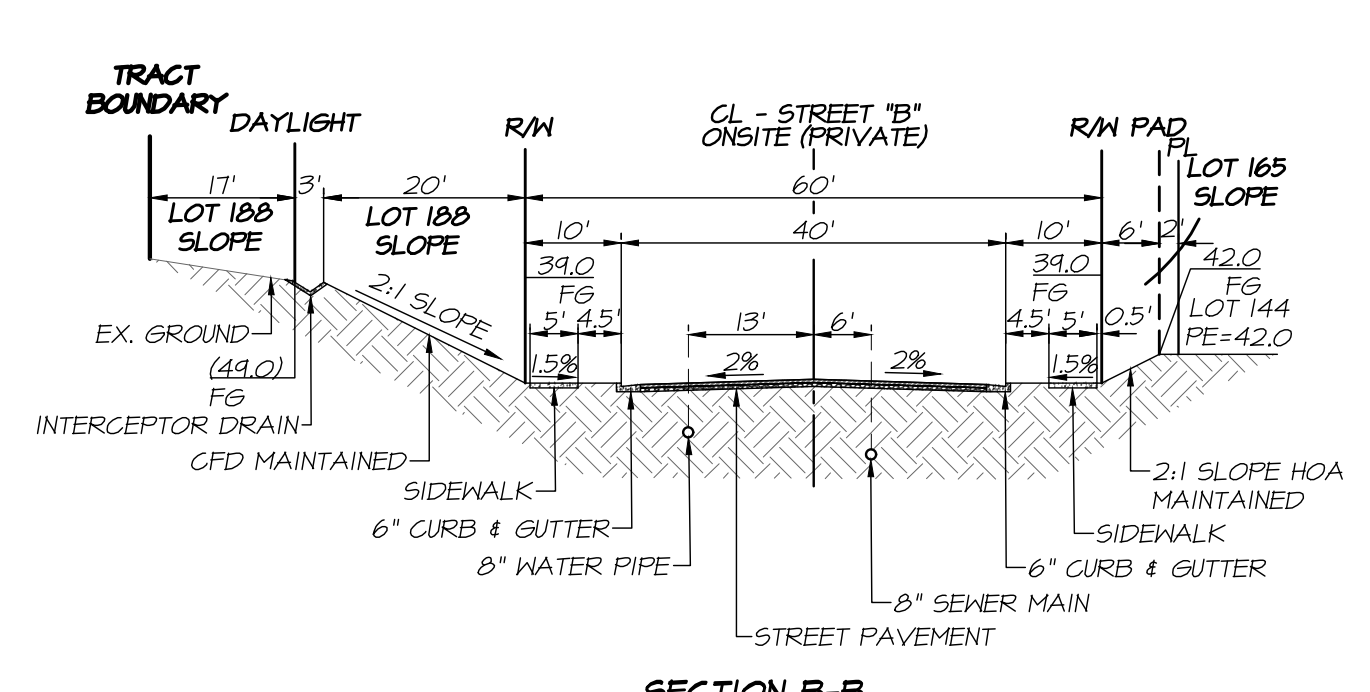 TRACT
BOUNDARY
DAYLIGHT
R/W
CL - STREET "B"
ONSITE (PRIVATE)
R/W PAD
PL
LOT 165
SLOPE
17'
3'
20'
60'
LOT 188
SLOPE
LOT 188
SLOPE
10'
40'
10'
6'
2'
39.0
FG
39.0
FG
42.0
FG
LOT 144
PE=42.0
2:1 SLOPE
5'
4.5'
13'
6'
4.5'
5'
0.5'
1.5%
2%
2%
1.5%
EX. GROUND
(49.0)
FG
INTERCEPTOR DRAIN
CFD MAINTAINED
SIDEWALK
6" CURB & GUTTER
8" WATER PIPE
2:1 SLOPE HOA
MAINTAINED
SIDEWALK
6" CURB & GUTTER
8" SEWER MAIN
STREET PAVEMENT
SECTION B-B